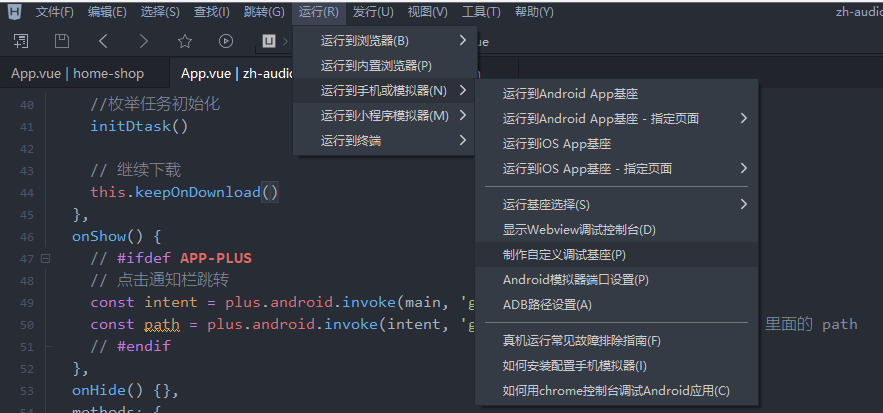 文件(F) 编辑(E) 选择(S) 查找(I) 跳转(G) 运行(R) 发行(U) 视图(V) 工具(T) 帮助(H) zh-audio
U ue
App.vue | home-shop App.vue | zh-audio
运行到浏览器(B)
运行到内置浏览器(P)
运行到手机或模拟器(N)
运行到小程序模拟器(M)
运行到终端
运行到Android App基座
运行到Android App基座 - 指定页面
运行到iOS App基座
运行到iOS App基座 - 指定页面
运行基座选择(S)
显示Webview调试控制台(D)
制作自定义调试基座(P)
Android模拟器端口设置(P)
ADB路径设置(A)
真机运行常见故障排除指南(F)
如何安装配置手机模拟器(I)
如何用chrome控制台调试Android应用(C)
40 //枚举任务初始化
41 initDtask()
42
43 // 继续下载
44 this.keepOnDownload()
45 },
46 onShow() {
47 // #ifdef APP-PLUS
48 // 点击通知栏跳转
49 const intent = plus.android.invoke(main, 'g
50 const path = plus.android.invoke(intent, 'g 里面的 path
51 // #endif
52 },
53 onHide() {},
54 methods: {